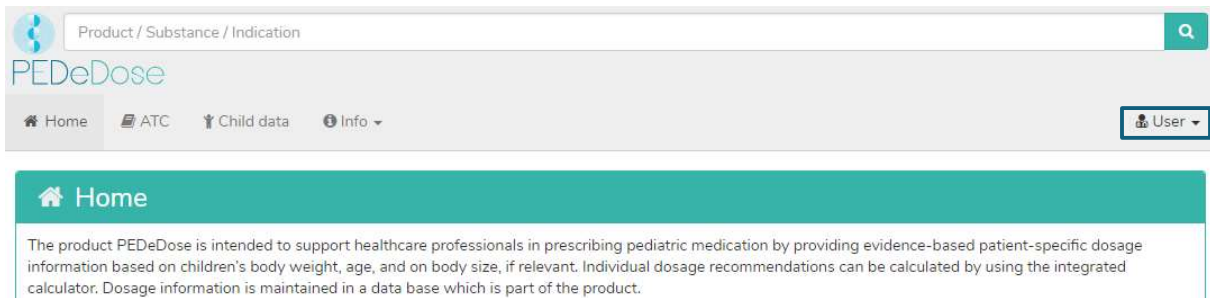 Product / Substance / Indication
PEDeDose
Home ATC Child data Info User
Home
The product PEDeDose is intended to support healthcare professionals in prescribing pediatric medication by providing evidence-based patient-specific dosage
information based on children's body weight, age, and on body size, if relevant. Individual dosage recommendations can be calculated by using the integrated
calculator. Dosage information is maintained in a data base which is part of the product.